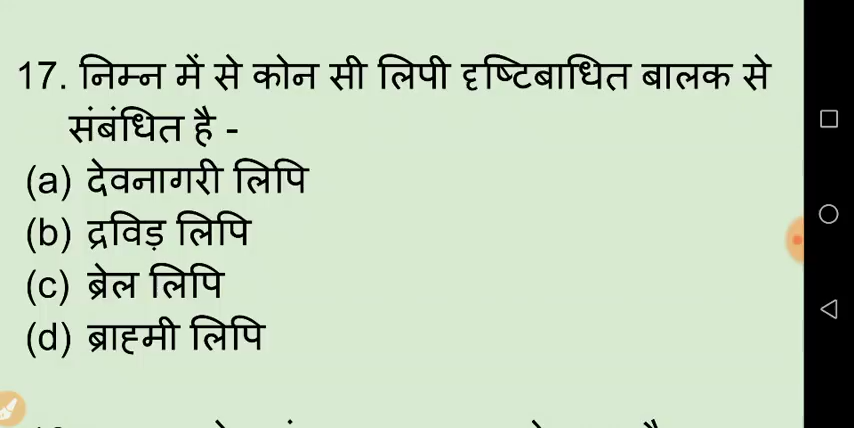 17. निम्न में से कोन सी लिपी दृष्टिबाधित बालक से
संबंधित है -
(a) देवनागरी लिपि
(b) द्रविड़ लिपि
(c) ब्रेल लिपि
(d) ब्राह्मी लिपि